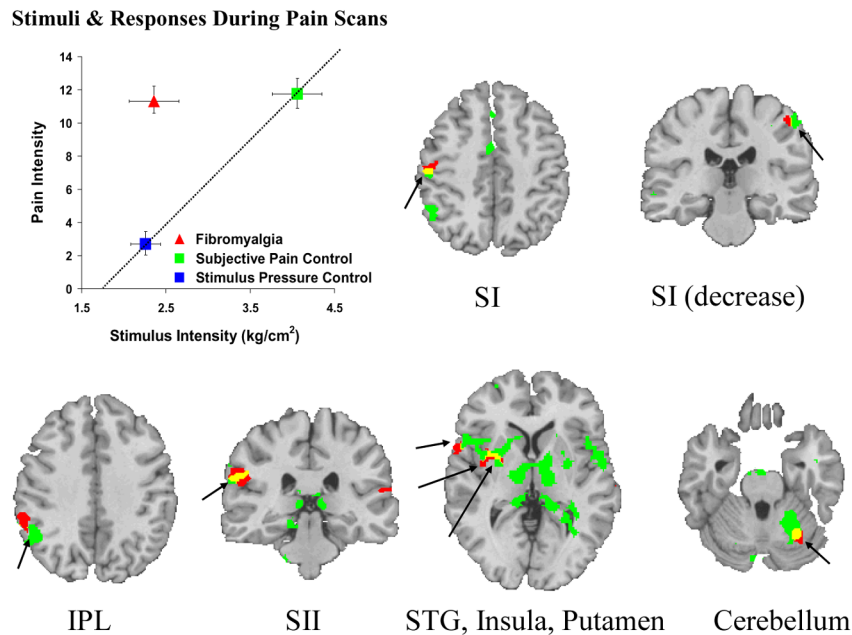 Stimuli & Responses During Pain Scans
14
12
10
8
6
4
2
0
Pain Intensity
Fibromyalgia
Subjective Pain Control
Stimulus Pressure Control
1.5 2.5 3.5 4.5
Stimulus Intensity (kg/cm²)
SI
SI (decrease)
IPL
SII
STG, Insula, Putamen
Cerebellum